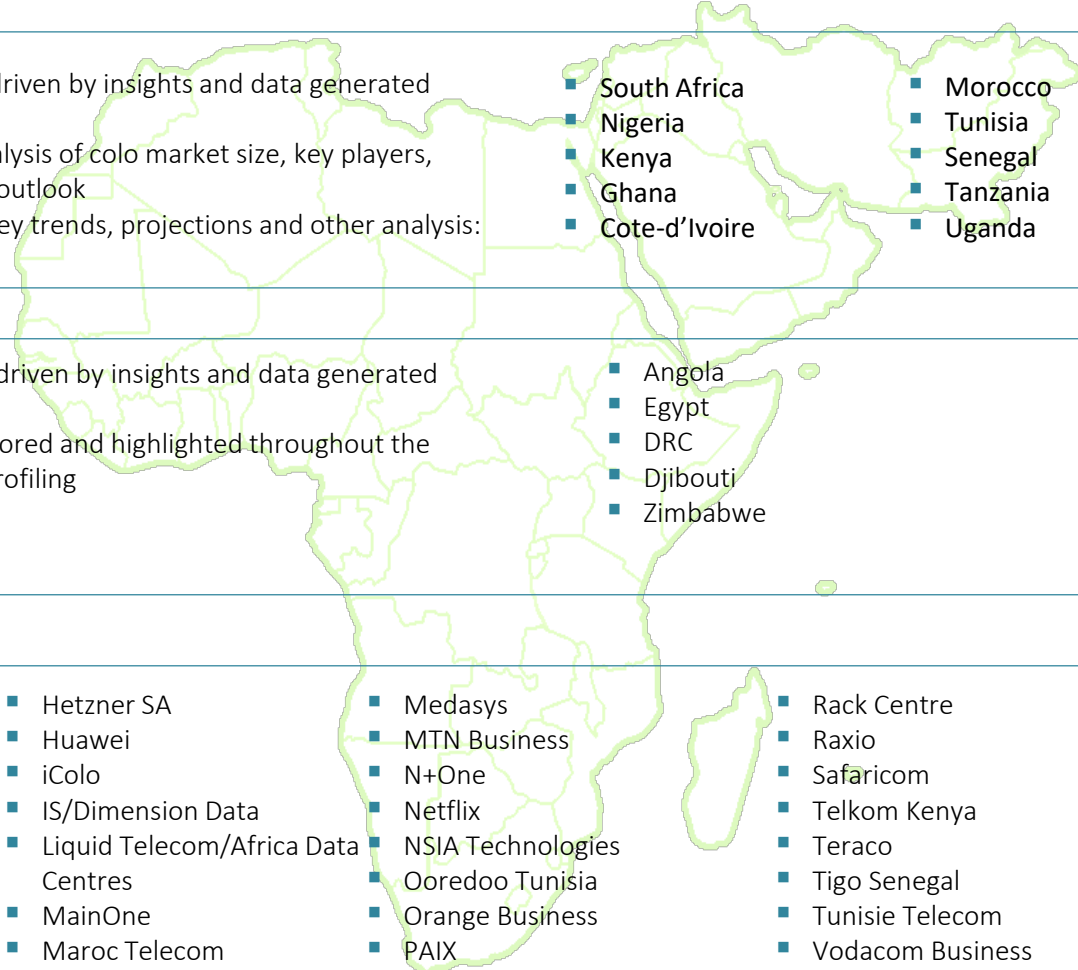 driven by insights and data generated
alysis of colo market size, key players,
outlook
ey trends, projections and other analysis:
South Africa
Nigeria
Kenya
Ghana
Cote-d'Ivoire
Morocco
Tunisia
Senegal
Tanzania
Uganda
driven by insights and data generated
ored and highlighted throughout the
rofiling
Angola
Egypt
DRC
Djibouti
Zimbabwe
Hetzner SA
Huawei
iColo
IS/Dimension Data
Liquid Telecom/Africa Data
Centres
MainOne
Maroc Telecom
Medasys
MTN Business
N+One
Netflix
NSIA Technologies
Ooredoo Tunisia
Orange Business
PAIX
Rack Centre
Raxio
Safaricom
Telkom Kenya
Teraco
Tigo Senegal
Tunisie Telecom
Vodacom Business